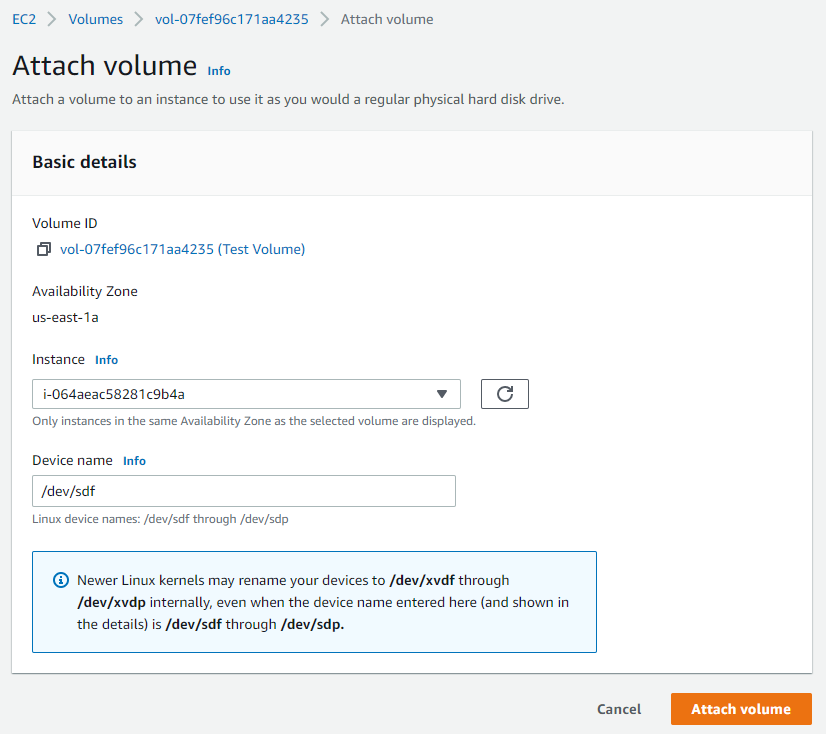 EC2 > Volumes > vol-07fef96c171aa4235 > Attach volume
Attach volume Info
Attach a volume to an instance to use it as you would a regular physical hard disk drive.
Basic details
Volume ID
vol-07fef96c171aa4235 (Test Volume)
Availability Zone
us-east-1a
Instance Info
i-064aeac58281c9b4a
Only instances in the same Availability Zone as the selected volume are displayed.
Device name Info
/dev/sdf
Linux device names: /dev/sdf through /dev/sdp
Newer Linux kernels may rename your devices to /dev/xvdf through
/dev/xvdp internally, even when the device name entered here (and shown in
the details) is /dev/sdf through /dev/sdp.
Cancel Attach volume